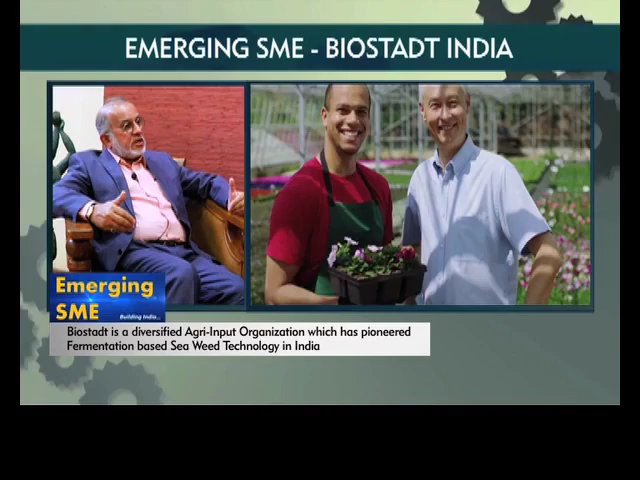 EMERGING SME - BIOSTADT INDIA
Emerging
SME
Building India...
Biostadt is a diversified Agri-Input Organization which has pioneered
Fermentation based Sea Weed Technology in India